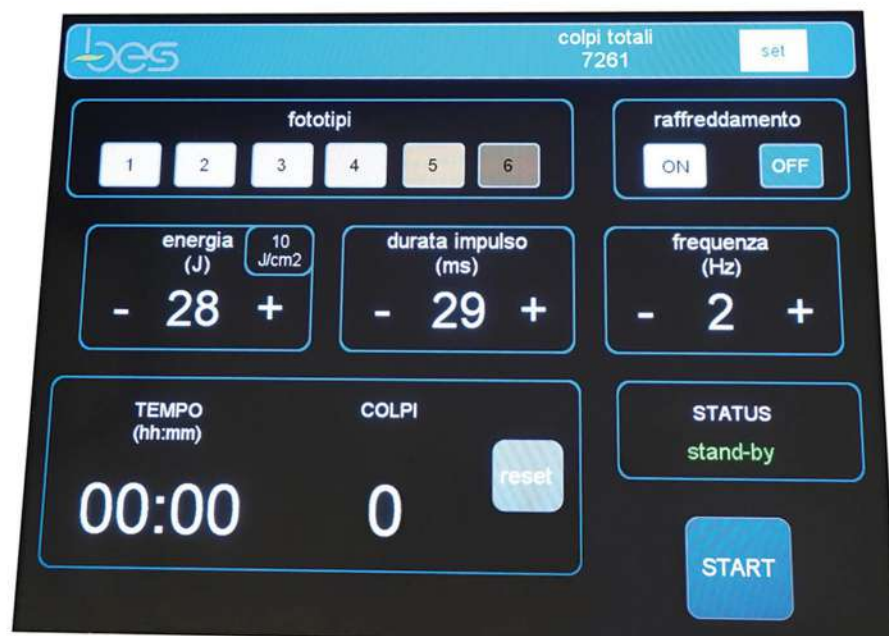 bes
colpi totali
7261
set
fototipi
1 2 3 4 5 6
raffreddamento
ON OFF
energia
(J)
10
J/cm2
- 28 +
durata impulso
(ms)
- 29 +
frequenza
(Hz)
- 2 +
TEMPO
(hh:mm)
00:00
COLPI
0
reset
STATUS
stand-by
START